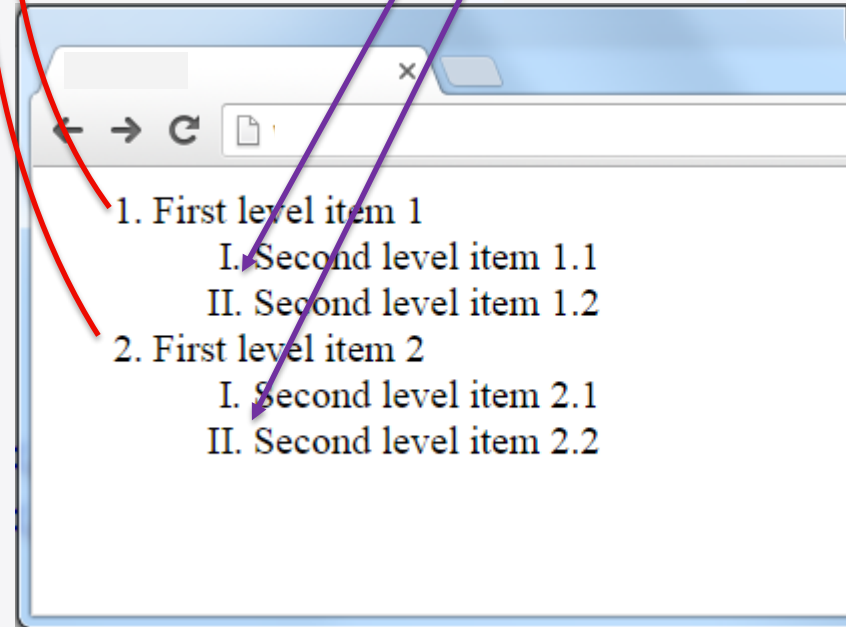 1. First level item 1
I. Second level item 1.1
II. Second level item 1.2
2. First level item 2
I. Second level item 2.1
II. Second level item 2.2